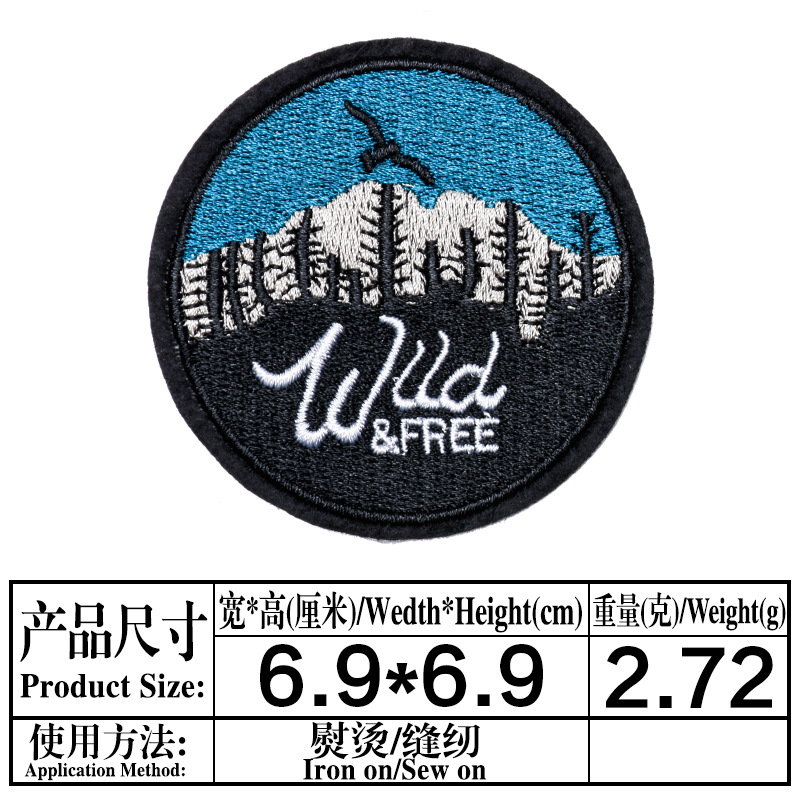 Wild
&FREE
产品尺寸
Product Size:
宽*高(厘米)/Wedth*Height(cm)
重量(克)/Weight(g)
6.9*6.9
2.72
使用方法:
Application Method:
熨烫/缝纫
Iron on/Sew on